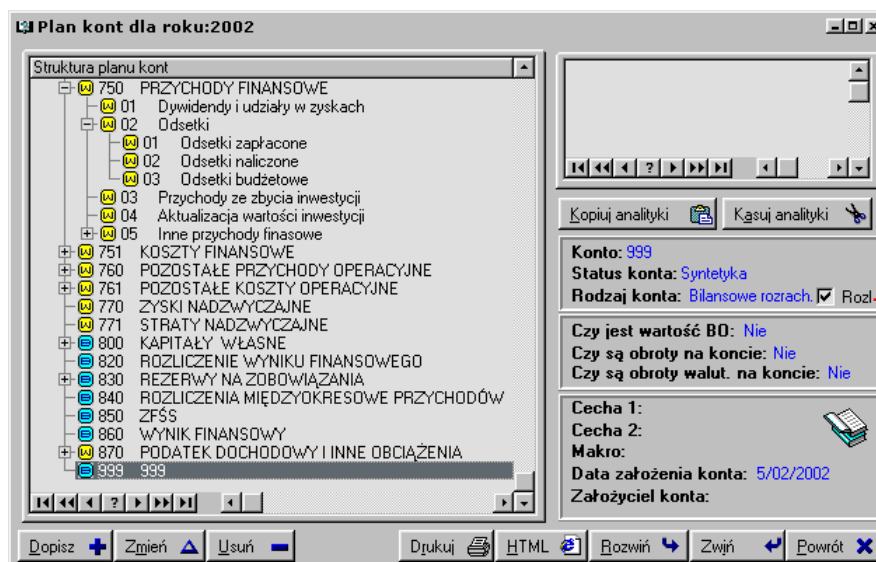 Plan kont dla roku:2002
Struktura planu kont
750 PRZYCHODY FINANSOWE
01 Dywidendy i udziały w zyskach
02 Odsetki
01 Odsetki zapłacone
02 Odsetki naliczone
03 Odsetki budżetowe
03 Przychody ze zbycia inwestycji
04 Aktualizacja wartości inwestycji
05 Inne przychody finasowe
751 KOSZTY FINANSOWE
760 POZOSTAŁE PRZYCHODY OPERACYJNE
761 POZOSTAŁE KOSZTY OPERACYJNE
770 ZYSKI NADZWYCZAJNE
771 STRATY NADZWYCZAJNE
800 KAPITAŁY WŁASNE
820 ROZLICZENIE WYNIKU FINANSOWEGO
830 REZERWY NA ZOBOWIĄZANIA
840 ROZLICZENIA MIĘDZYOKRESOWE PRZYCHODÓW
850 ZFŚS
860 WYNIK FINANSOWY
870 PODATEK DOCHODOWY I INNE OBCIĄŻENIA
999 999
Kopiuj analityki Kasuj analityki
Konto: 999
Status konta: Syntetyka
Rodzaj konta: Bilansowe rozrach. Rozl
Czy jest wartość BO: Nie
Czy są obroty na koncie: Nie
Czy są obroty walut. na koncie: Nie
Cecha 1:
Cecha 2:
Makro:
Data założenia konta: 5/02/2002
Założyciel konta:
Dopisz Zmień Usuń Drukuj HTML Rozwiń Zwiń Powrót